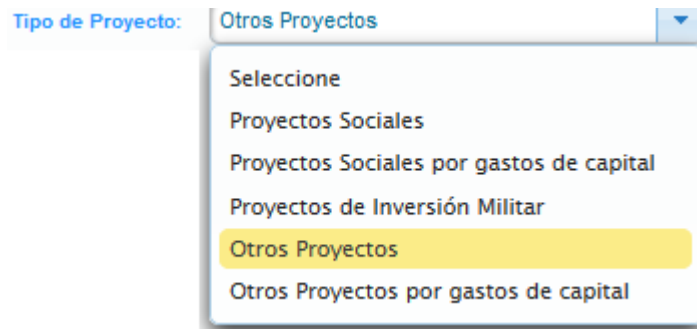 Tipo de Proyecto: Otros Proyectos
Seleccione
Proyectos Sociales
Proyectos Sociales por gastos de capital
Proyectos de Inversión Militar
Otros Proyectos
Otros Proyectos por gastos de capital